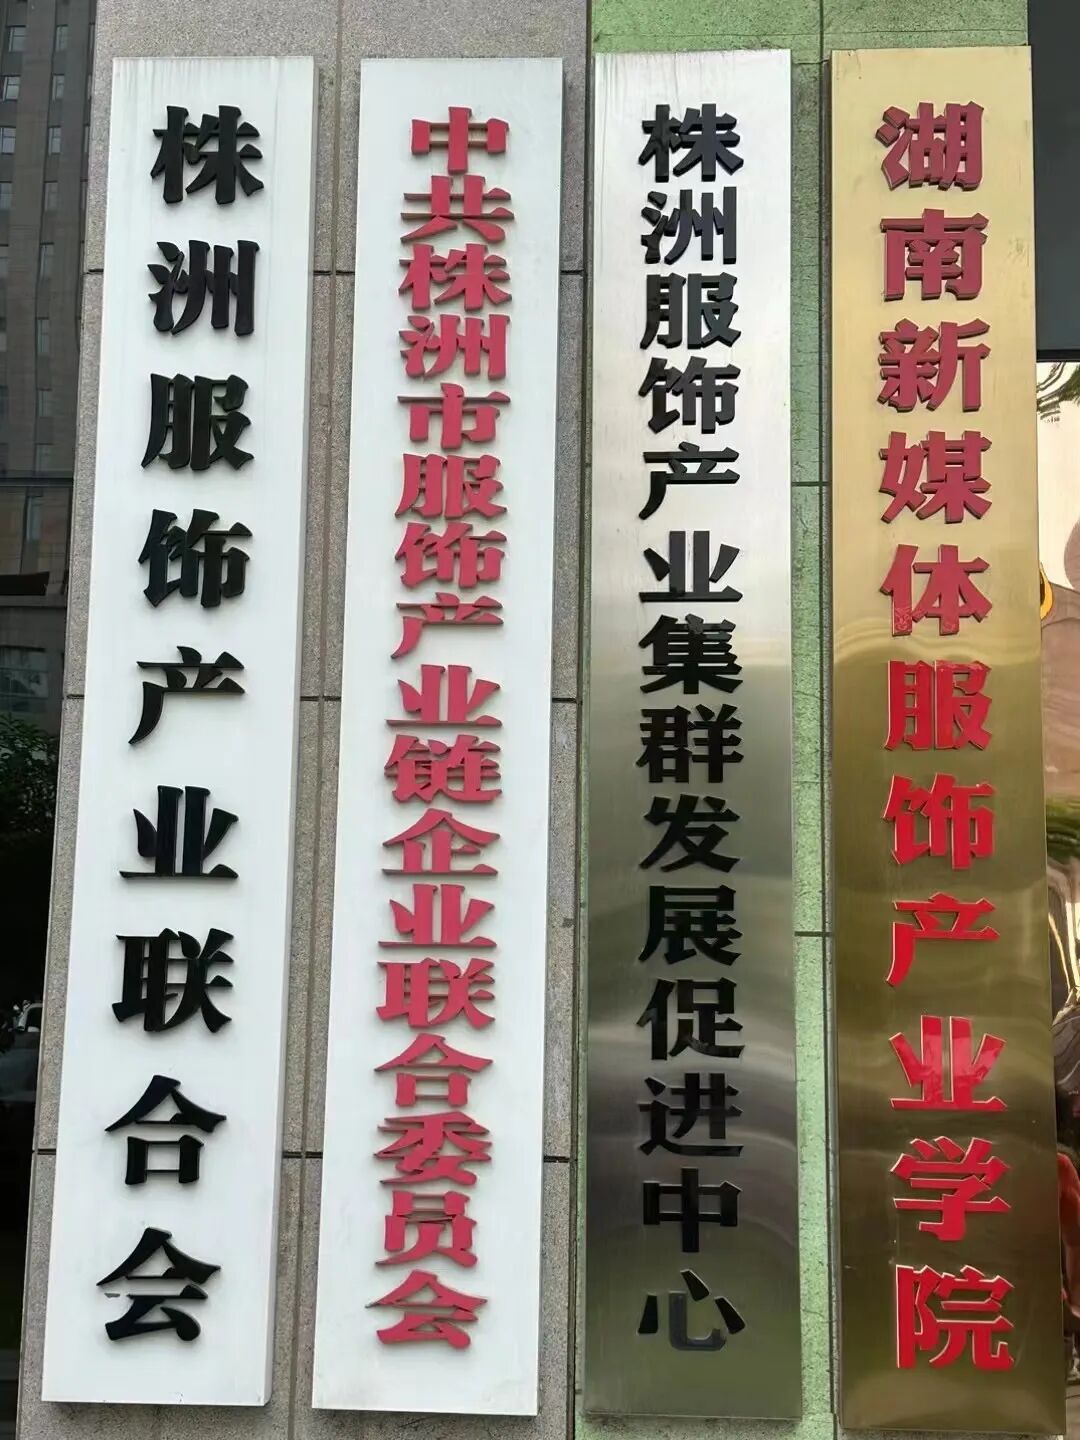 株洲服饰产业联合会
中共株洲市服饰产业链企业联合委员会
株洲服饰产业集群发展促进中心
湖南新媒体服饰产业学院